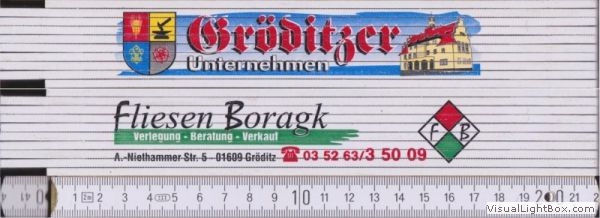 Gröditzer
Unternehmen
Fliesen Boragk
Verlegung - Beratung - Verkauf
A.-Niethammer Str. 5 - 01609 Gröditz ☎ 03 52 63/3 50 09
F B
1 2m 2 3 4 5 6 7 8 9 10 11 12 13 14 15 16 17 18 19 20 21
VisualLightBox.com